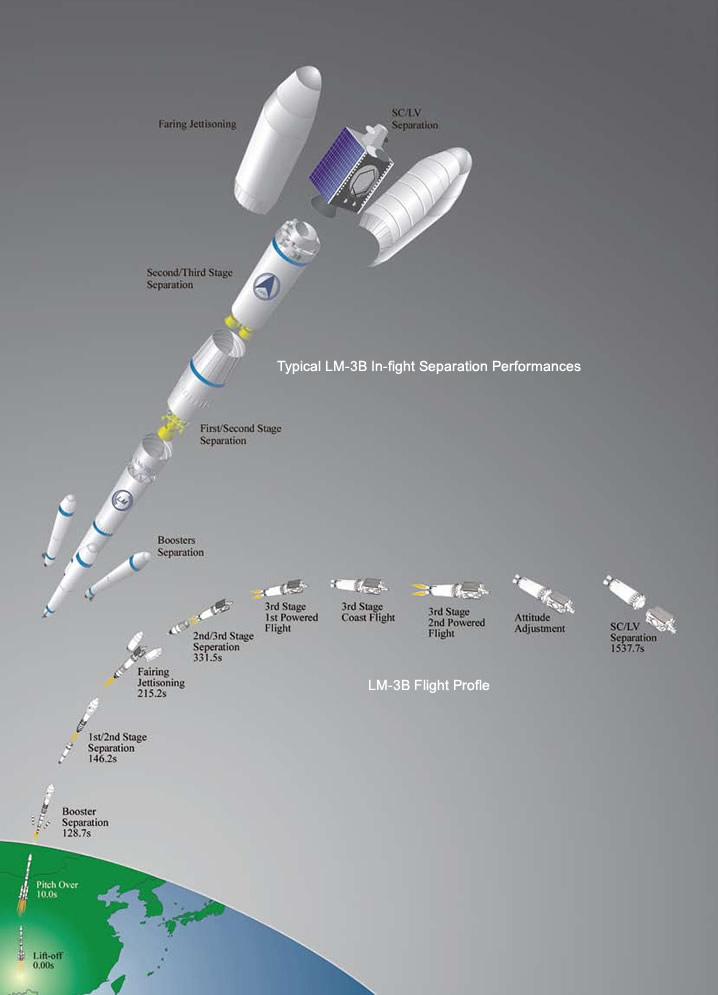 Faring Jettisoning
SC/LV
Separation
Second/Third Stage
Separation
Typical LM-3B In-fight Separation Performances
First/Second Stage
Separation
LM
Boosters
Separation
3rd Stage
1st Powered
Flight
3rd Stage
Coast Flight
3rd Stage
2nd Powered
Flight
Attitude
Adjustment
SC/LV
Separation
1537.7s
2nd/3rd Stage
Seperation
331.5s
Fairing
Jettisoning
215.2s
LM-3B Flight Profle
1st/2nd Stage
Separation
146.2s
Booster
Separation
128.7s
Pitch Over
10.0s
Lift-off
0.00s